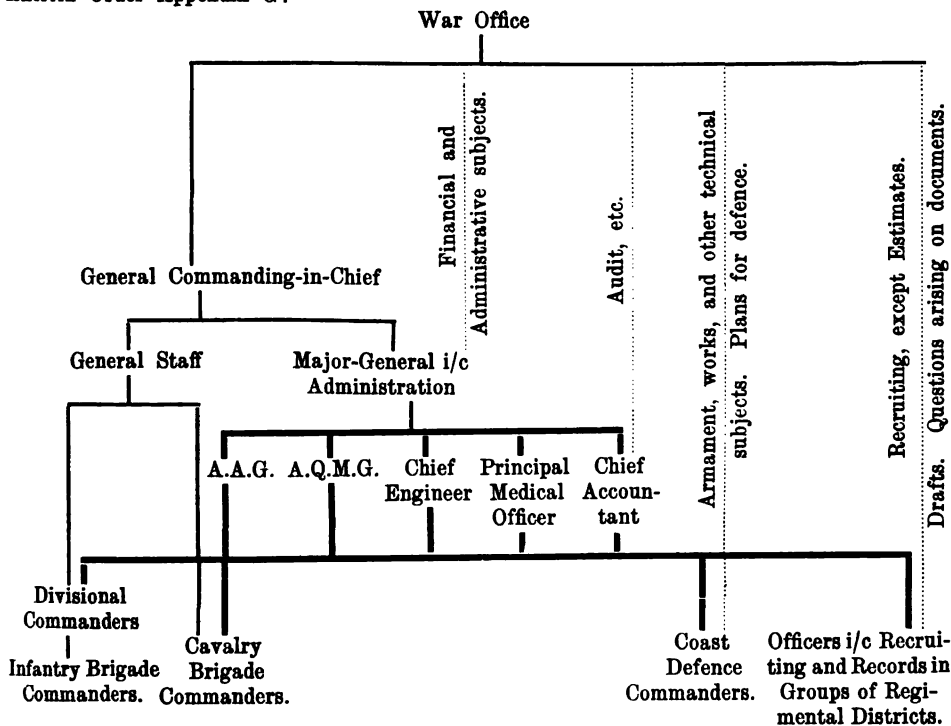 War Office
Financial and
Administrative subjects.
Audit, etc.
Armament, works, and other technical
subjects. Plans for defence.
Recruiting, except Estimates.
Drafts. Questions arising on documents.
General Commanding-in-Chief
General Staff
Major-General i/c
Administration
A.A.G. A.Q.M.G. Chief
Engineer
Principal
Medical
Officer
Chief
Accoun-
tant
Divisional
Commanders
Infantry Brigade
Commanders.
Cavalry
Brigade
Commanders.
Coast
Defence
Commanders.
Officers i/c Recrui-
ting and Records in
Groups of Regi-
mental Districts.